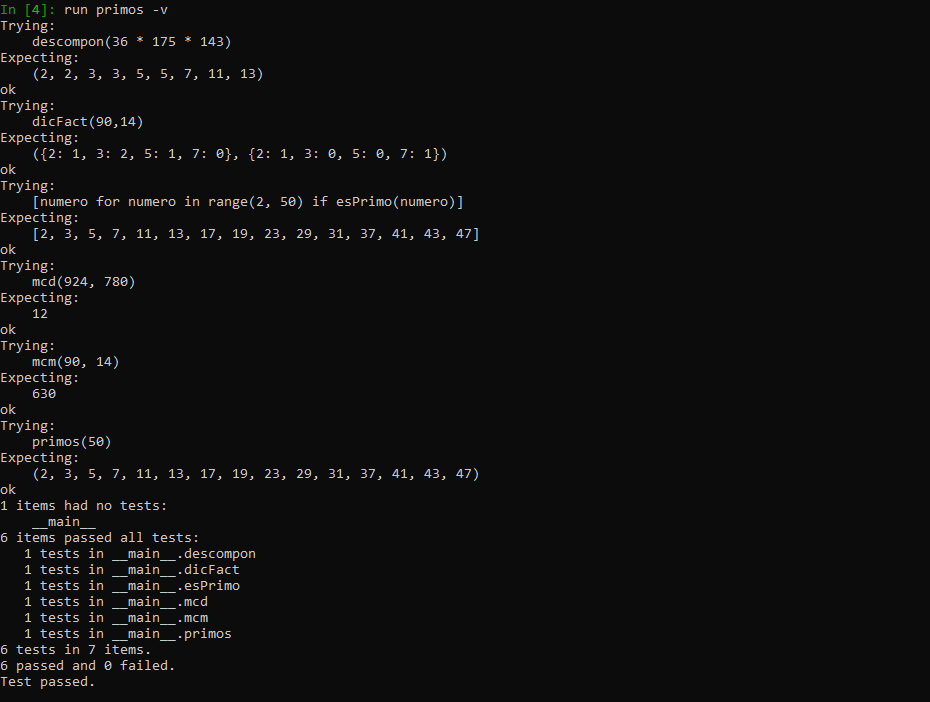 In [4]: run primos -v
Trying:
    descompon(36 * 175 * 143)
Expecting:
    (2, 2, 3, 3, 5, 5, 7, 11, 13)
ok
Trying:
    dicFact(90,14)
Expecting:
    ({2: 1, 3: 2, 5: 1, 7: 0}, {2: 1, 3: 0, 5: 0, 7: 1})
ok
Trying:
    [numero for numero in range(2, 50) if esPrimo(numero)]
Expecting:
    [2, 3, 5, 7, 11, 13, 17, 19, 23, 29, 31, 37, 41, 43, 47]
ok
Trying:
    mcd(924, 780)
Expecting:
    12
ok
Trying:
    mcm(90, 14)
Expecting:
    630
ok
Trying:
    primos(50)
Expecting:
    (2, 3, 5, 7, 11, 13, 17, 19, 23, 29, 31, 37, 41, 43, 47)
ok
1 items had no tests:
    __main__
6 items passed all tests:
   1 tests in __main__.descompon
   1 tests in __main__.dicFact
   1 tests in __main__.esPrimo
   1 tests in __main__.mcd
   1 tests in __main__.mcm
   1 tests in __main__.primos
6 tests in 7 items.
6 passed and 0 failed.
Test passed.